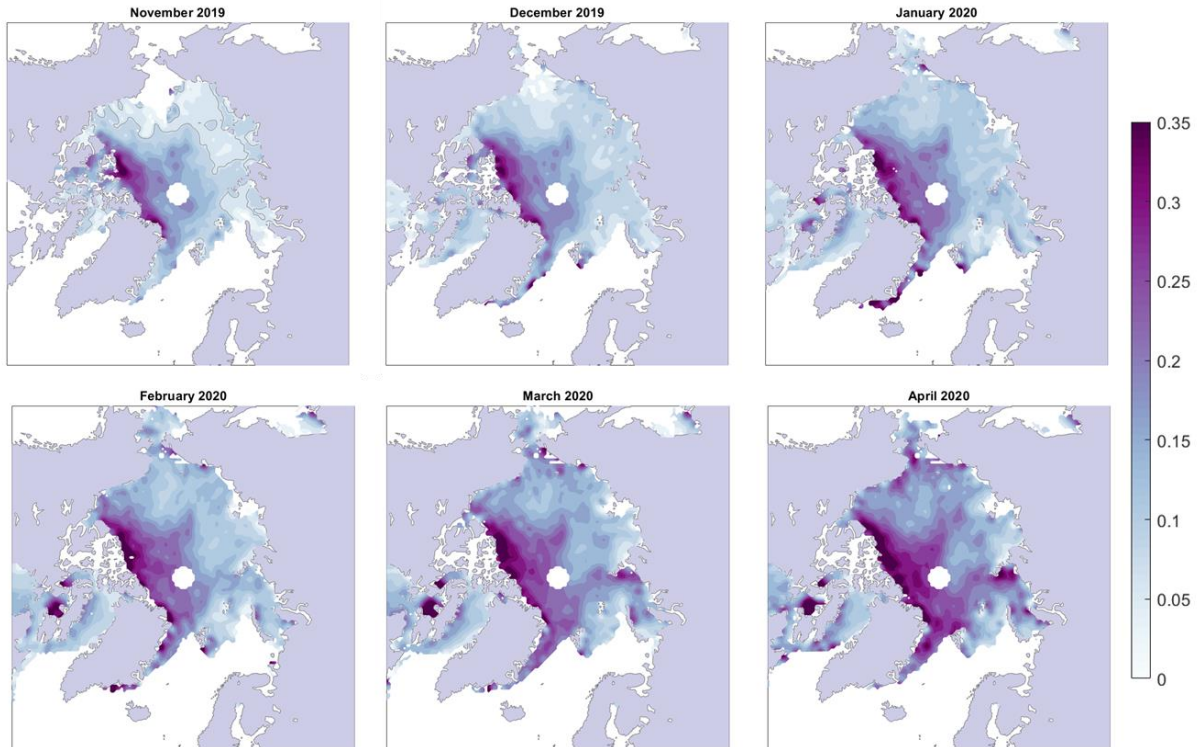 November 2019
December 2019
January 2020
February 2020
March 2020
April 2020
0.35
0.3
0.25
0.2
0.15
0.1
0.05
0